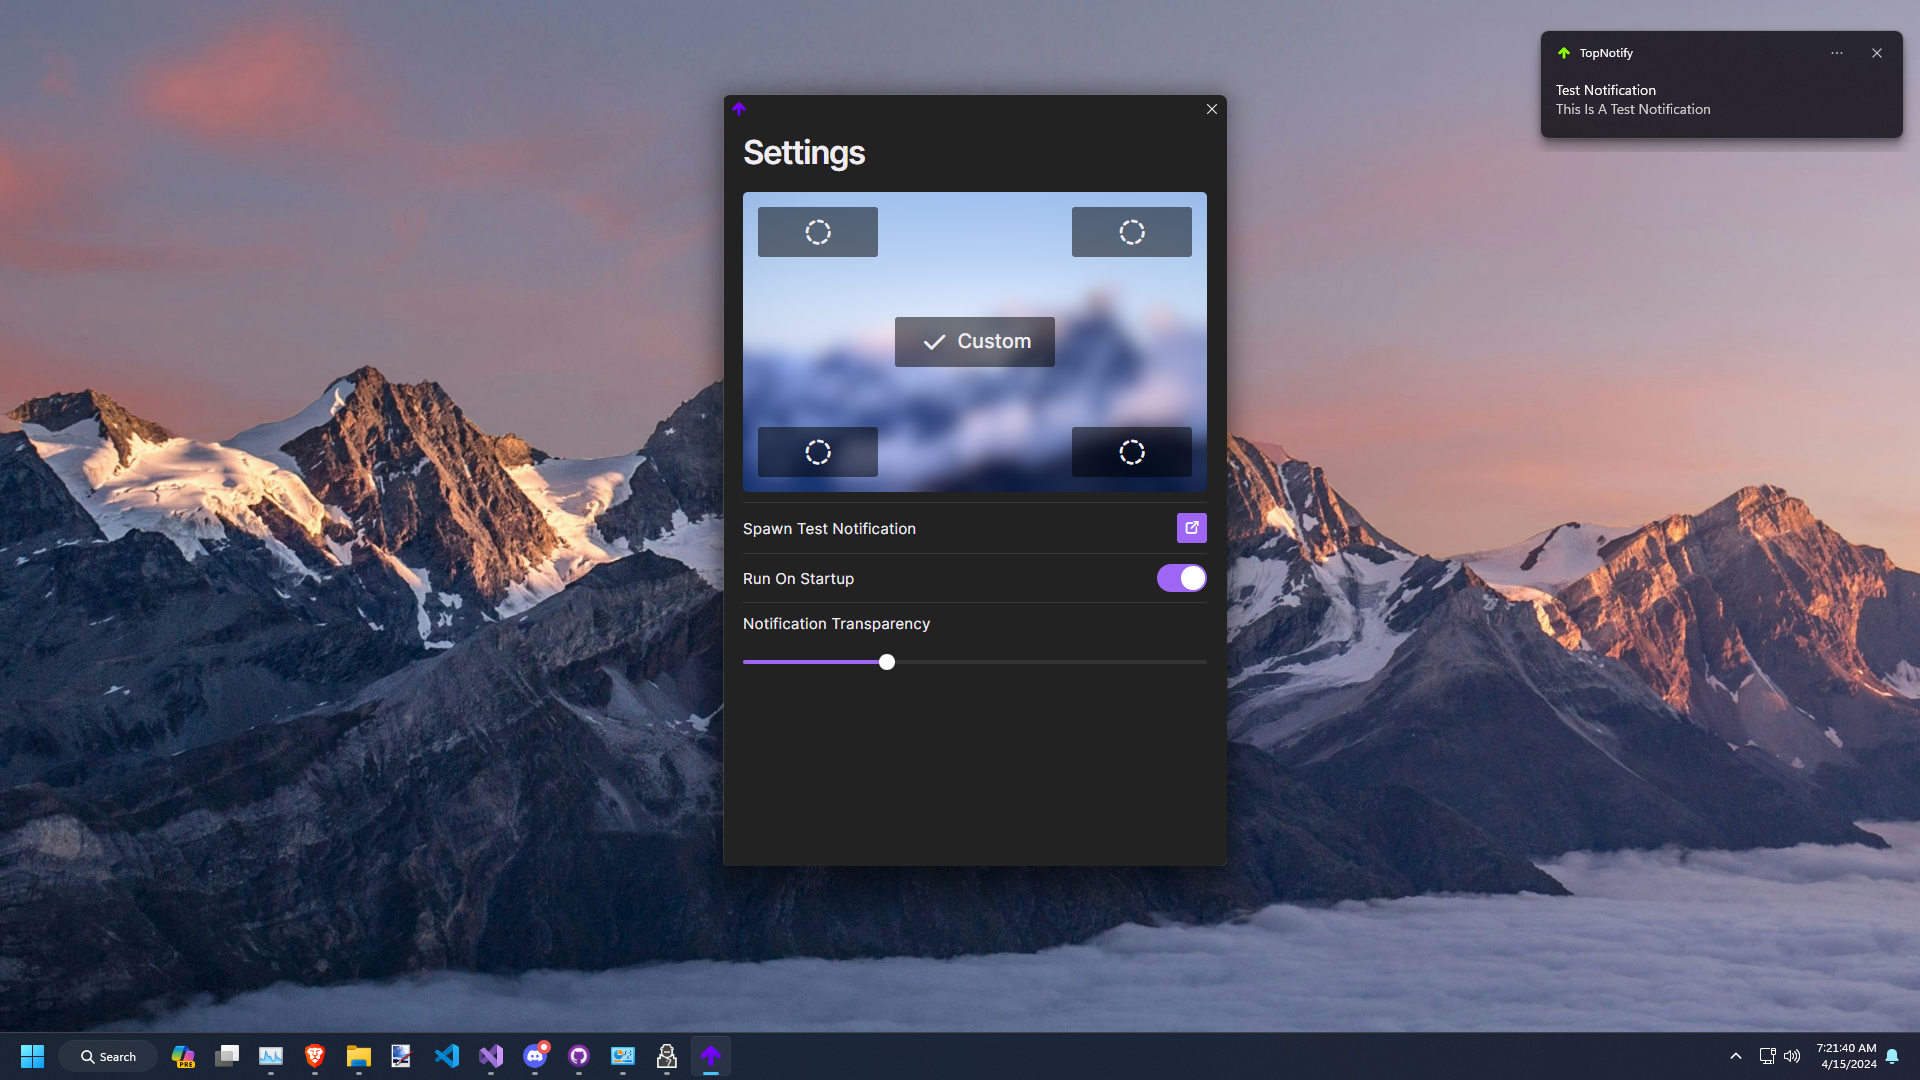 TopNotify
Test Notification
This Is A Test Notification
Settings
Custom
Spawn Test Notification
Run On Startup
Notification Transparency
Search
PRE
7:21:40 AM
4/15/2024